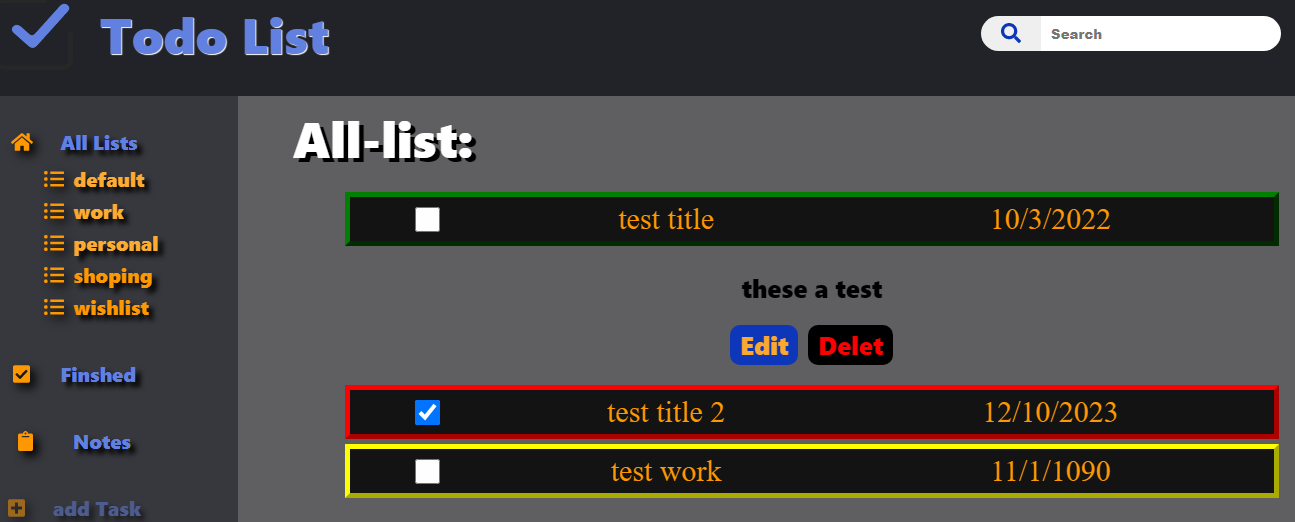 Todo List
Search
All Lists
default
work
personal
shoping
wishlist
Finshed
Notes
add Task
All-list:
test title 10/3/2022
these a test
Edit Delet
test title 2 12/10/2023
test work 11/1/1090